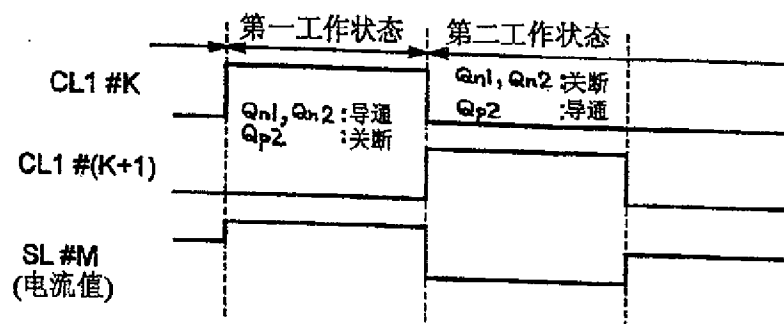 第一工作状态 第二工作状态
CL1 #K
Qn1, Qn2 :关断
Qp2 :导通
Qn1, Qn2 :导通
Qp2 :关断
CL1 #(K+1)
SL #M
(电流值)